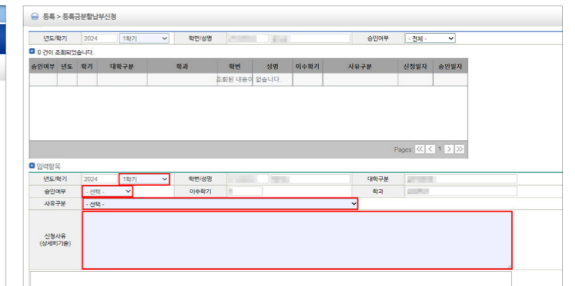 등록 > 등록금분할납부신청
년도/학기 2024 1학기 학번/성명 승인여부 - 전체 -
0 건이 조회되었습니다.
승인여부 년도 학기 대학구분 학과 학번 성명 이수학기 사유구분 신청일자 승인일자
조회된 내용이 없습니다.
Pages: << < 1 > >>
입력항목
년도/학기 2024 1학기 학번/성명 대학구분
승인여부 - 선택 - 이수학기 학과
사유구분 - 선택 -
신청사유
(상세히기술)